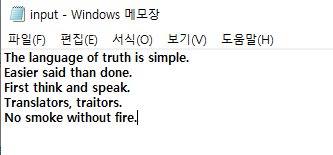 input - Windows 메모장
파일(F) 편집(E) 서식(O) 보기(V) 도움말(H)
The language of truth is simple.
Easier said than done.
First think and speak.
Translators, traitors.
No smoke without fire.